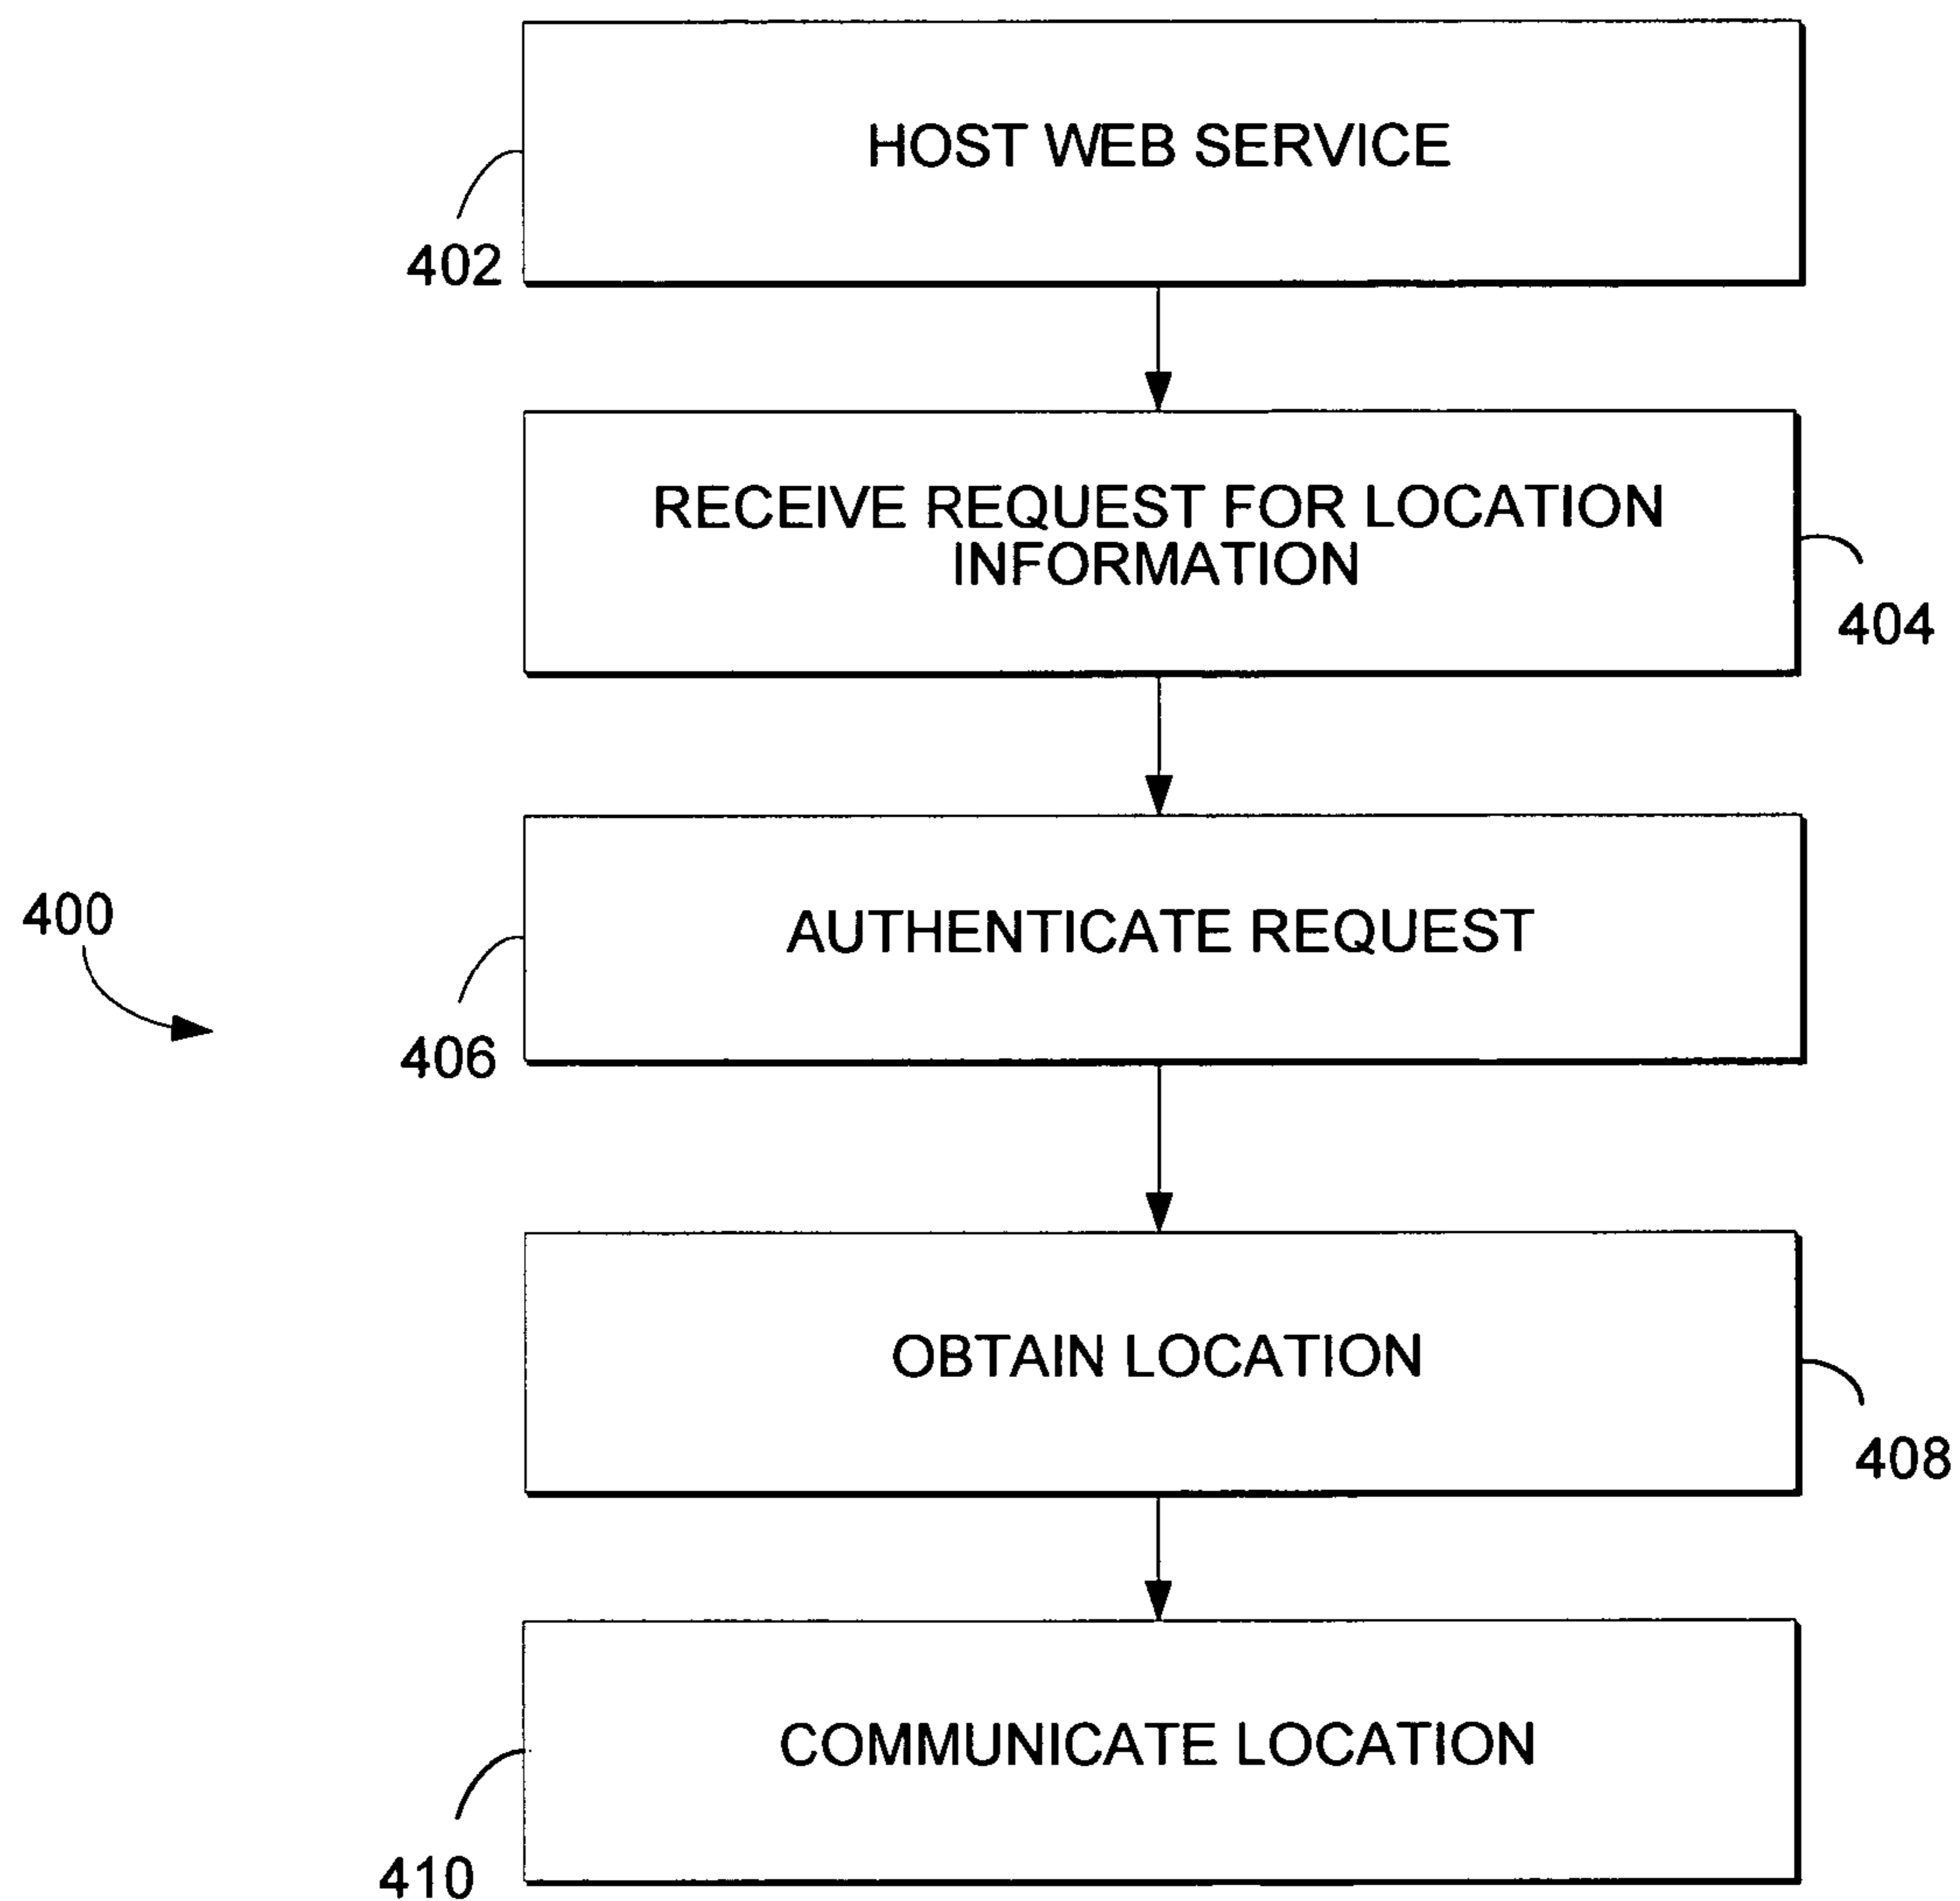 HOST WEB SERVICE
402
RECEIVE REQUEST FOR LOCATION
INFORMATION
404
400
AUTHENTICATE REQUEST
406
OBTAIN LOCATION
408
COMMUNICATE LOCATION
410